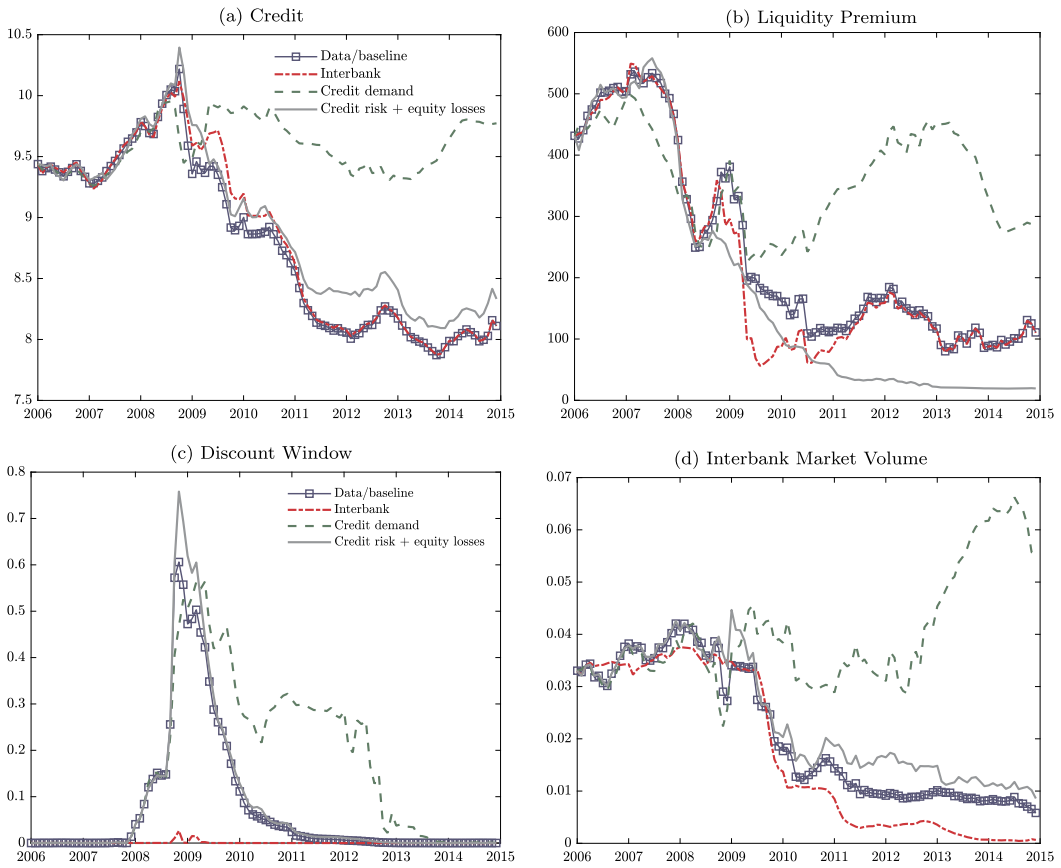 (a) Credit
10.5
10
9.5
9
8.5
8
7.5
2006 2007 2008 2009 2010 2011 2012 2013 2014 2015
Data/baseline
Interbank
Credit demand
Credit risk + equity losses
(b) Liquidity Premium
600
500
400
300
200
100
0
2006 2007 2008 2009 2010 2011 2012 2013 2014 2015
(c) Discount Window
0.8
0.7
0.6
0.5
0.4
0.3
0.2
0.1
0
2006 2007 2008 2009 2010 2011 2012 2013 2014 2015
Data/baseline
Interbank
Credit demand
Credit risk + equity losses
(d) Interbank Market Volume
0.07
0.06
0.05
0.04
0.03
0.02
0.01
0
2006 2007 2008 2009 2010 2011 2012 2013 2014 2015